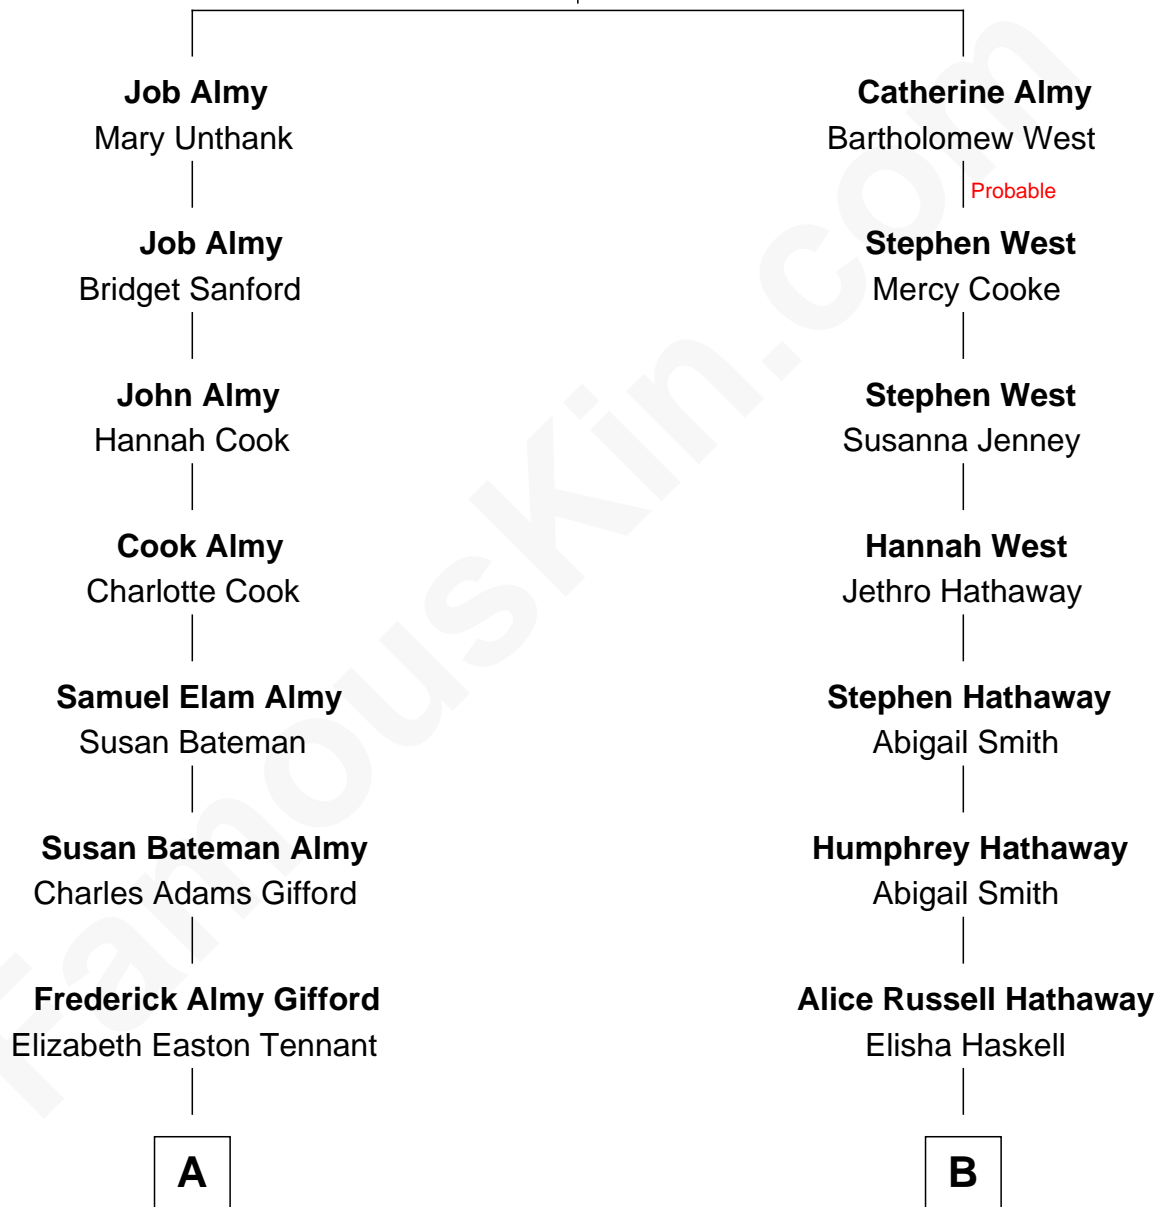 Job Almy
Mary Unthank
Catherine Almy
Bartholomew West
Probable
Job Almy
Bridget Sanford
Stephen West
Mercy Cooke
John Almy
Hannah Cook
Stephen West
Susanna Jenney
Cook Almy
Charlotte Cook
Hannah West
Jethro Hathaway
Samuel Elam Almy
Susan Bateman
Stephen Hathaway
Abigail Smith
Susan Bateman Almy
Charles Adams Gifford
Humphrey Hathaway
Abigail Smith
Frederick Almy Gifford
Elizabeth Easton Tennant
Alice Russell Hathaway
Elisha Haskell
A
B
FamousKin.com